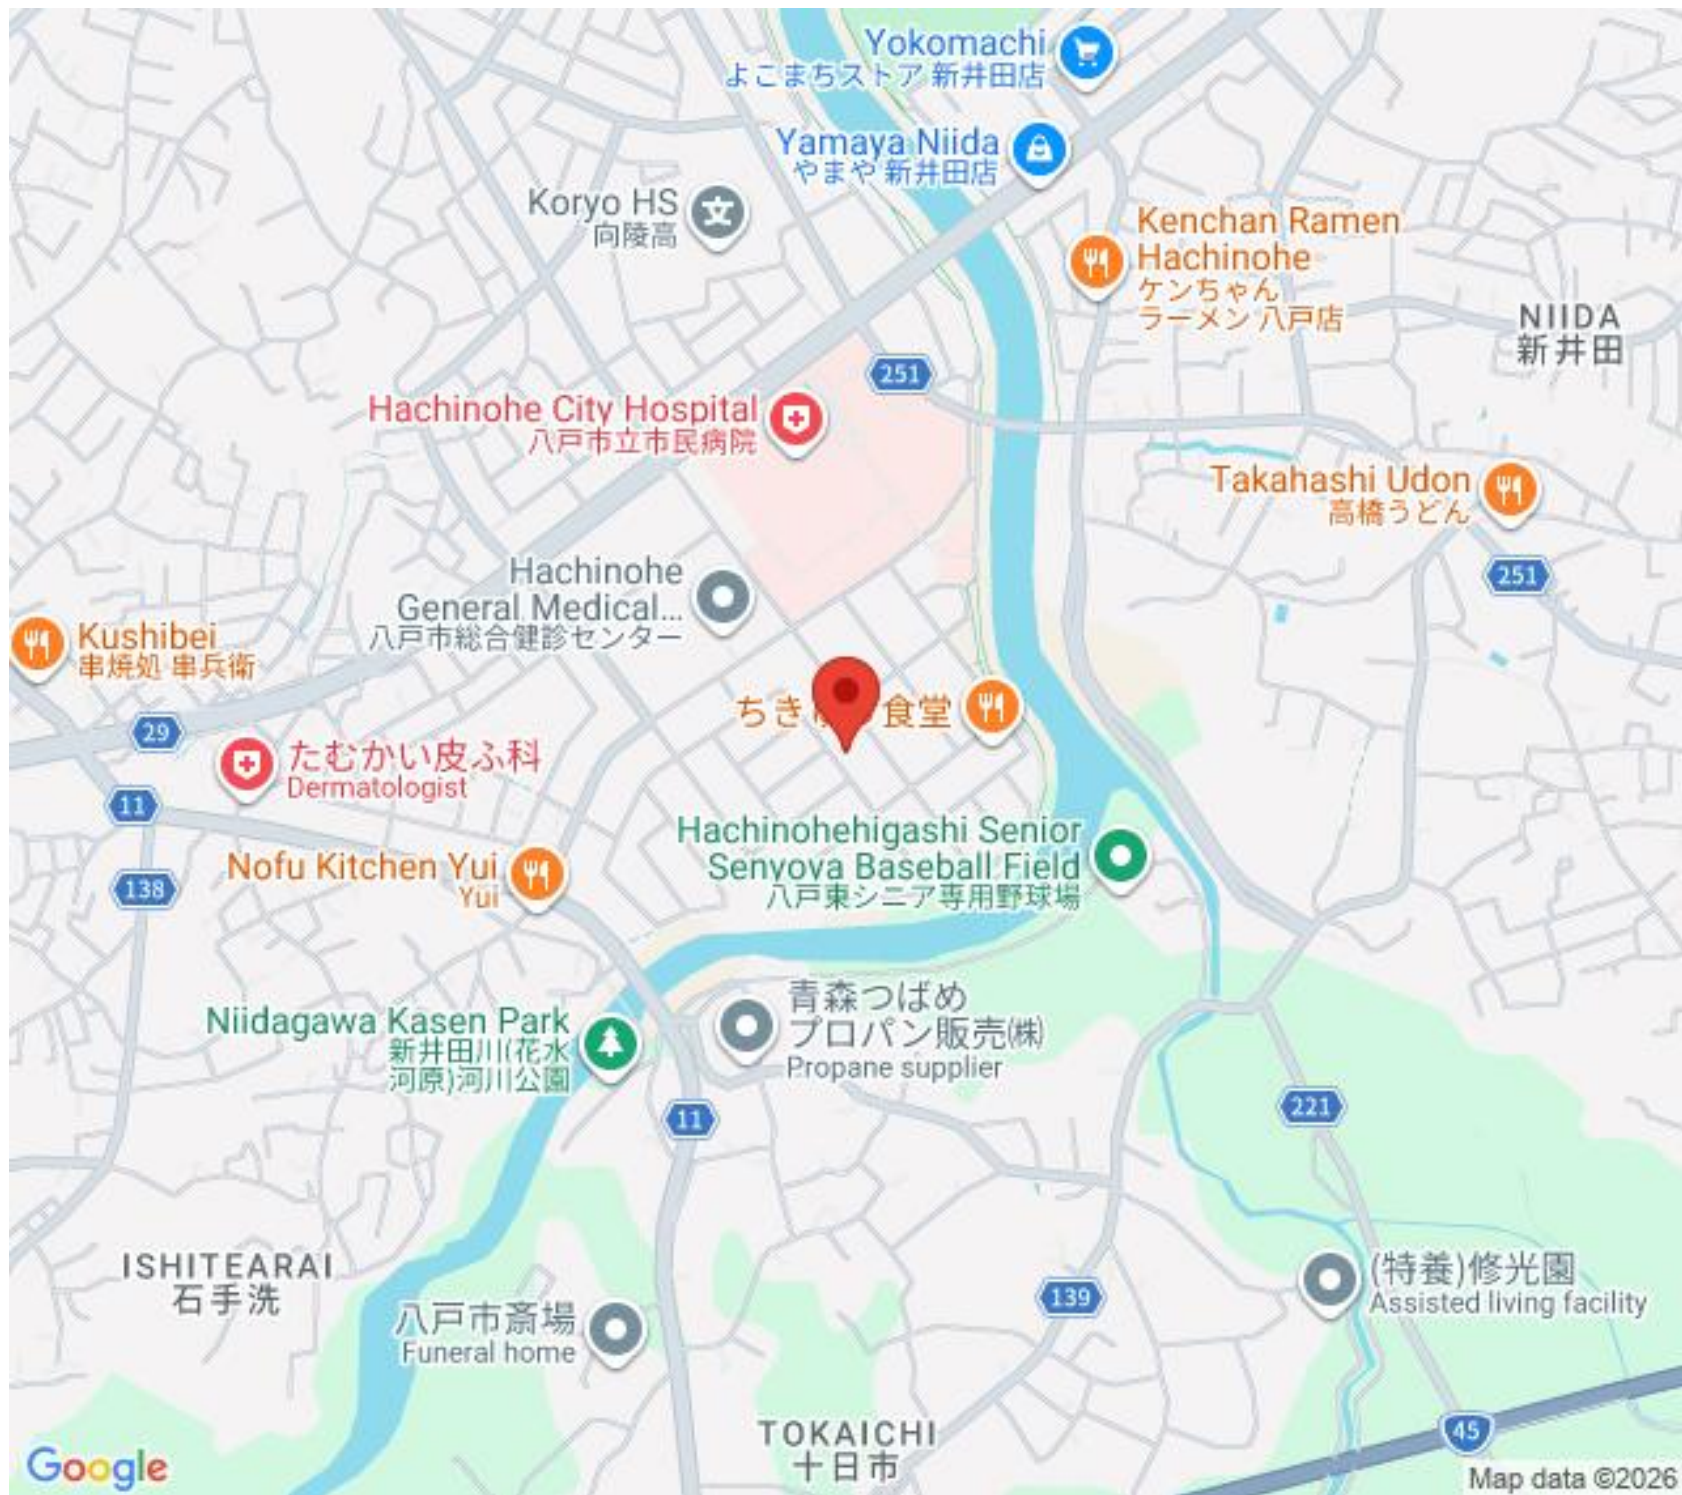 Yokomachi
よこまちストア 新井田店
Yamaya Niida
やまや 新井田店
Koryo HS
向陵高
Kenchan Ramen
Hachinohe
ケンちゃん
ラーメン 八戸店
NIIDA
新井田
251
Hachinohe City Hospital
八戸市立市民病院
Takahashi Udon
高橋うどん
251
Hachinohe
General Medical...
八戸市総合健診センター
Kushibei
串焼処 串兵衛
29
ちき
食堂
たむかい皮ふ科
Dermatologist
11
Hachinohehigashi Senior
Senyova Baseball Field
八戸東シニア専用野球場
Nofu Kitchen Yui
Yui
138
青森つばめ
プロパン販売㈱
Propane supplier
Niidagawa Kasen Park
新井田川(花水
河原)河川公園
11
221
ISHITEARAI
石手洗
(特養)修光園
Assisted living facility
139
八戸市斎場
Funeral home
TOKAICHI
十日市
45
Google
Map data ©2026